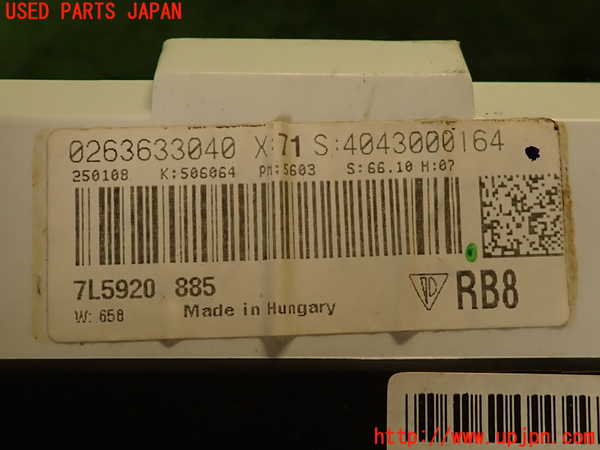 USED PARTS JAPAN
0263633040 X:71 S:4043000164
250108 K:506064 PM:5603 S:66.10 H:07
7L5920 885 RB8
W: 658 Made in Hungary
http://www.upjpn.com